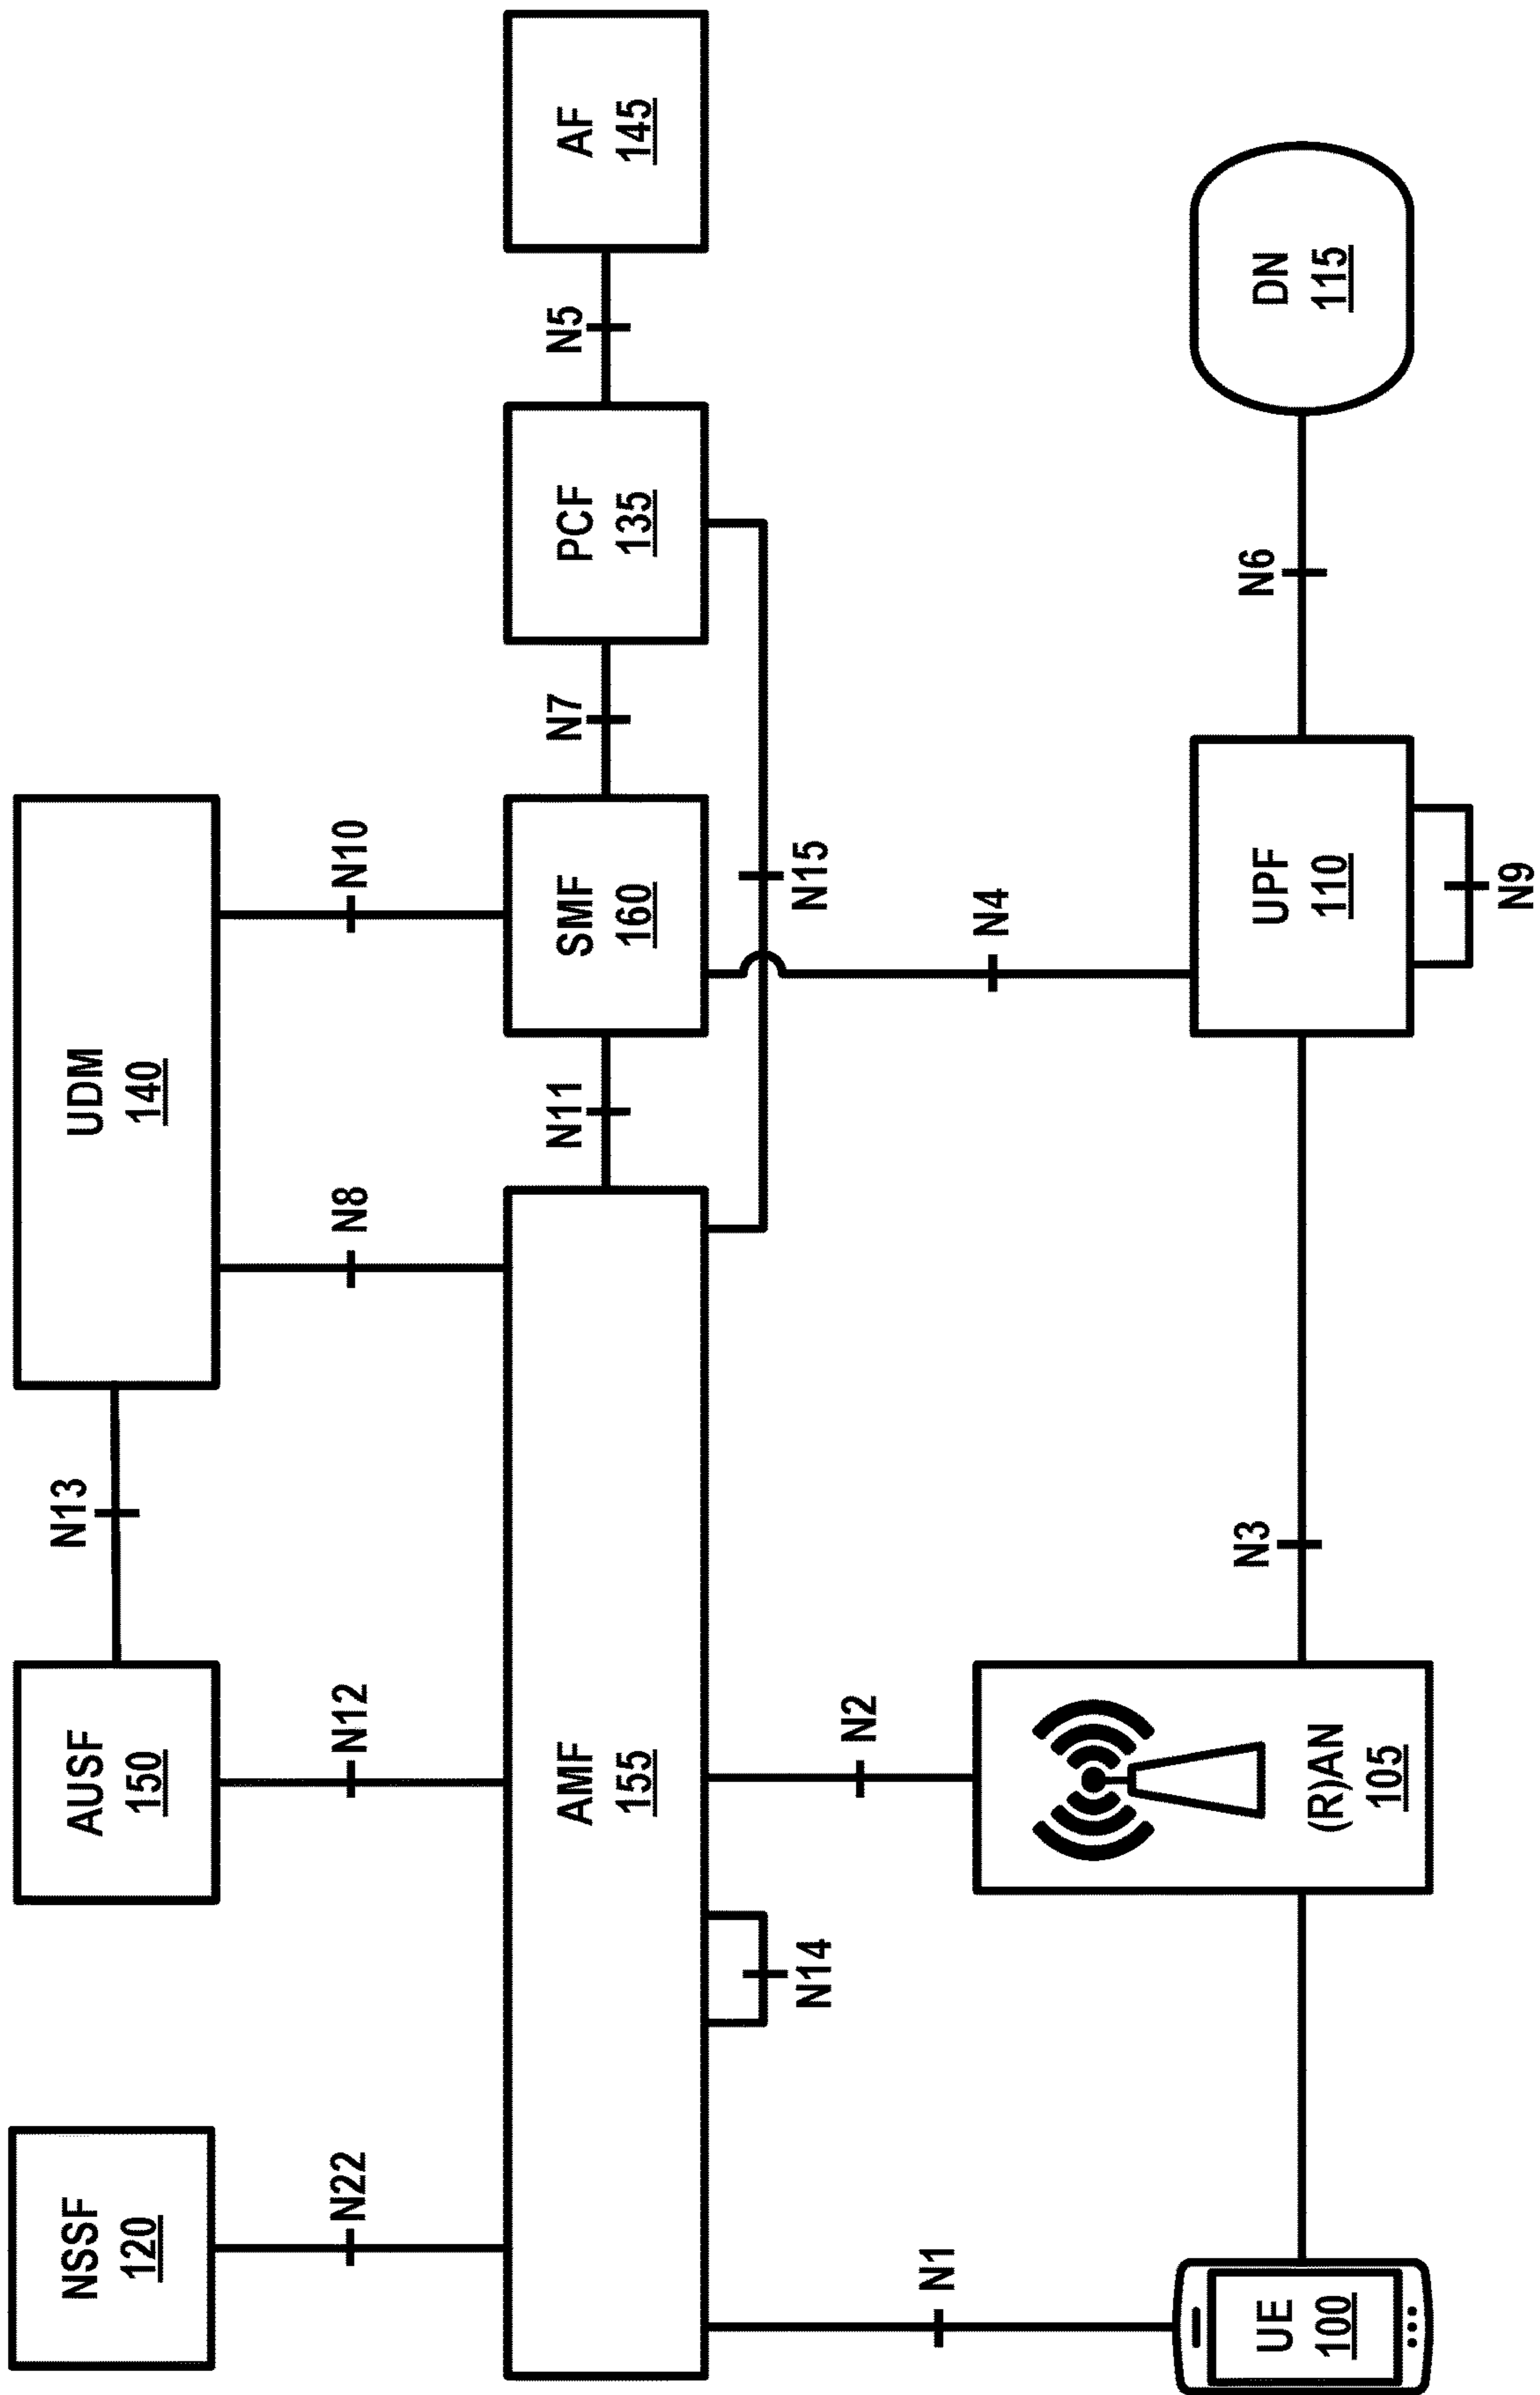 NSSF
120
AUSF
150
N13
UDM
140
N22
N12
N8
N10
AMF
155
N11
SMF
160
N7
PCF
135
N5
AF
145
N14
N15
N1
N2
N4
UE
100
(R)AN
105
N3
UPF
110
N6
DN
115
N9